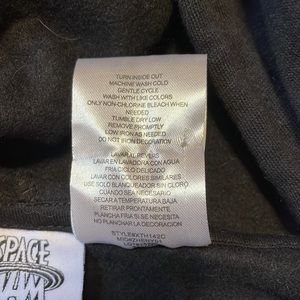 TURN INSIDE OUT
MACHINE WASH COLD
GENTLE CYCLE
WASH WITH LIKE COLORS
ONLY NON-CHLORINE BLEACH WHEN
NEEDED
TUMBLE DRY LOW
REMOVE PROMPTLY
LOW IRON AS NEEDED
DO NOT IRON DECORATION
LAVAR AL REVERS
LAVAR EN LAVADORA CON AGUA
FRIA CICLO DELICADO
LAVAR CON COLORES SIMILARES
USE SOLO BLANQUEADOR SIN CLORO
CUANDO SEA NECESARIO
SECAR A TEMPERATURA BAJA
RETIRAR PRONTAMENTE
PLANCHA FRIA SI SE NECESITA
NO PLANCHAR LA DECORACION
SPACE
JAM